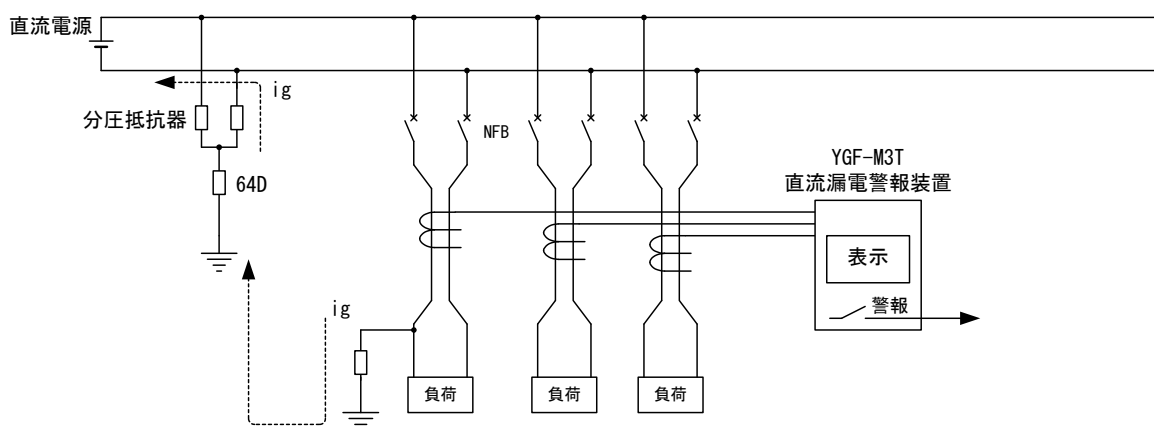 直流電源
ig
分圧抵抗器
NFB
64D
YGF-M3T
直流漏電警報装置
表示
警報
ig
負荷
負荷
負荷